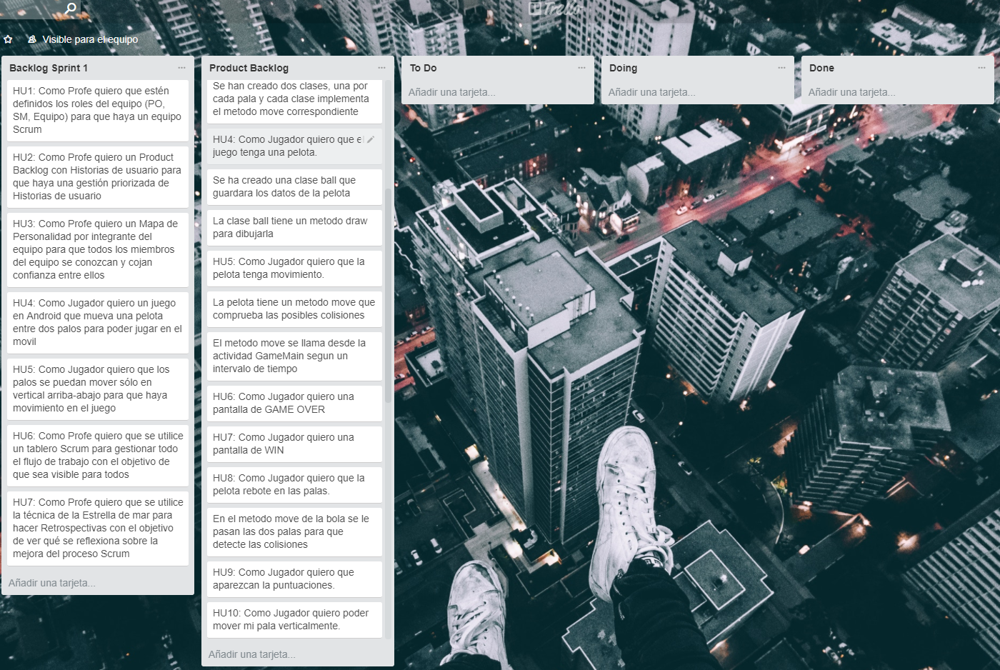 Trello
Visible para el equipo
Backlog Sprint 1
HU1: Como Profe quiero que estén
definidos los roles del equipo (PO,
SM, Equipo) para que haya un equipo
Scrum
HU2: Como Profe quiero un Product
Backlog con Historias de usuario para
que haya una gestión priorizada de
Historias de usuario
HU3: Como Profe quiero un Mapa de
Personalidad por integrante del
equipo para que todos los miembros
del equipo se conozcan y cojan
confianza entre ellos
HU4: Como Jugador quiero un juego
en Android que mueva una pelota
entre dos palos para poder jugar en el
movil
HU5: Como Jugador quiero que los
palos se puedan mover sólo en
vertical arriba-abajo para que haya
movimiento en el juego
HU6: Como Profe quiero que se utilice
un tablero Scrum para gestionar todo
el flujo de trabajo con el objetivo de
que sea visible para todos
HU7: Como Profe quiero que se utilice
la técnica de la Estrella de mar para
hacer Retrospectivas con el objetivo
de ver qué se reflexiona sobre la
mejora del proceso Scrum
Añadir una tarjeta...
Product Backlog
Se han creado dos clases, una por
cada pala y cada clase implementa
el metodo move correspondiente
HU4: Como Jugador quiero que el
juego tenga una pelota.
Se ha creado una clase ball que
guardara los datos de la pelota
La clase ball tiene un metodo draw
para dibujarla
HU5: Como Jugador quiero que la
pelota tenga movimiento.
La pelota tiene un metodo move que
comprueba las posibles colisiones
El metodo move se llama desde la
actividad GameMain segun un
intervalo de tiempo
HU6: Como Jugador quiero una
pantalla de GAME OVER
HU7: Como Jugador quiero una
pantalla de WIN
HU8: Como Jugador quiero que la
pelota rebote en las palas.
En el metodo move de la bola se le
pasan las dos palas para que
detecte las colisiones
HU9: Como Jugador quiero que
aparezcan la puntuaciones.
HU10: Como Jugador quiero poder
mover mi pala verticalmente.
Añadir una tarjeta...
To Do
Añadir una tarjeta...
Doing
Añadir una tarjeta...
Done
Añadir una tarjeta...